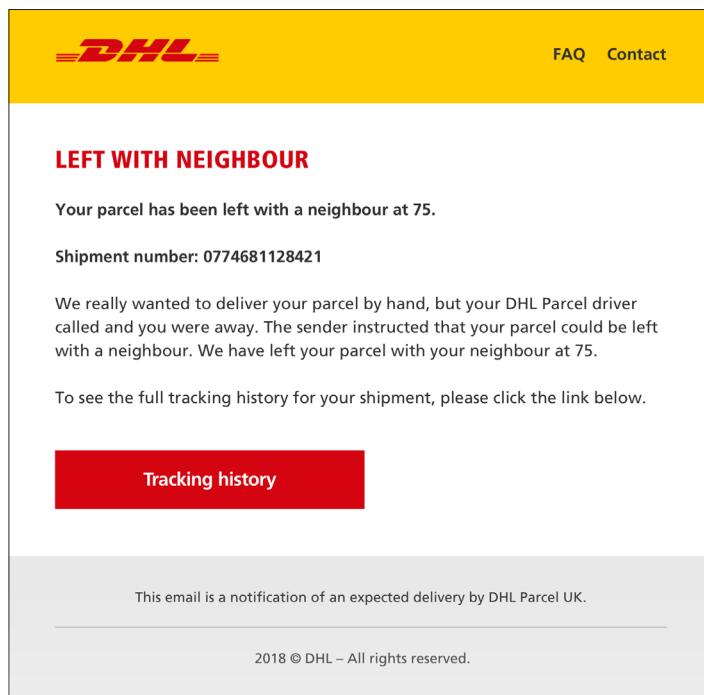 DHL
FAQ Contact
LEFT WITH NEIGHBOUR
Your parcel has been left with a neighbour at 75.
Shipment number: 0774681128421
We really wanted to deliver your parcel by hand, but your DHL Parcel driver
called and you were away. The sender instructed that your parcel could be left
with a neighbour. We have left your parcel with your neighbour at 75.
To see the full tracking history for your shipment, please click the link below.
Tracking history
This email is a notification of an expected delivery by DHL Parcel UK.
2018 © DHL – All rights reserved.